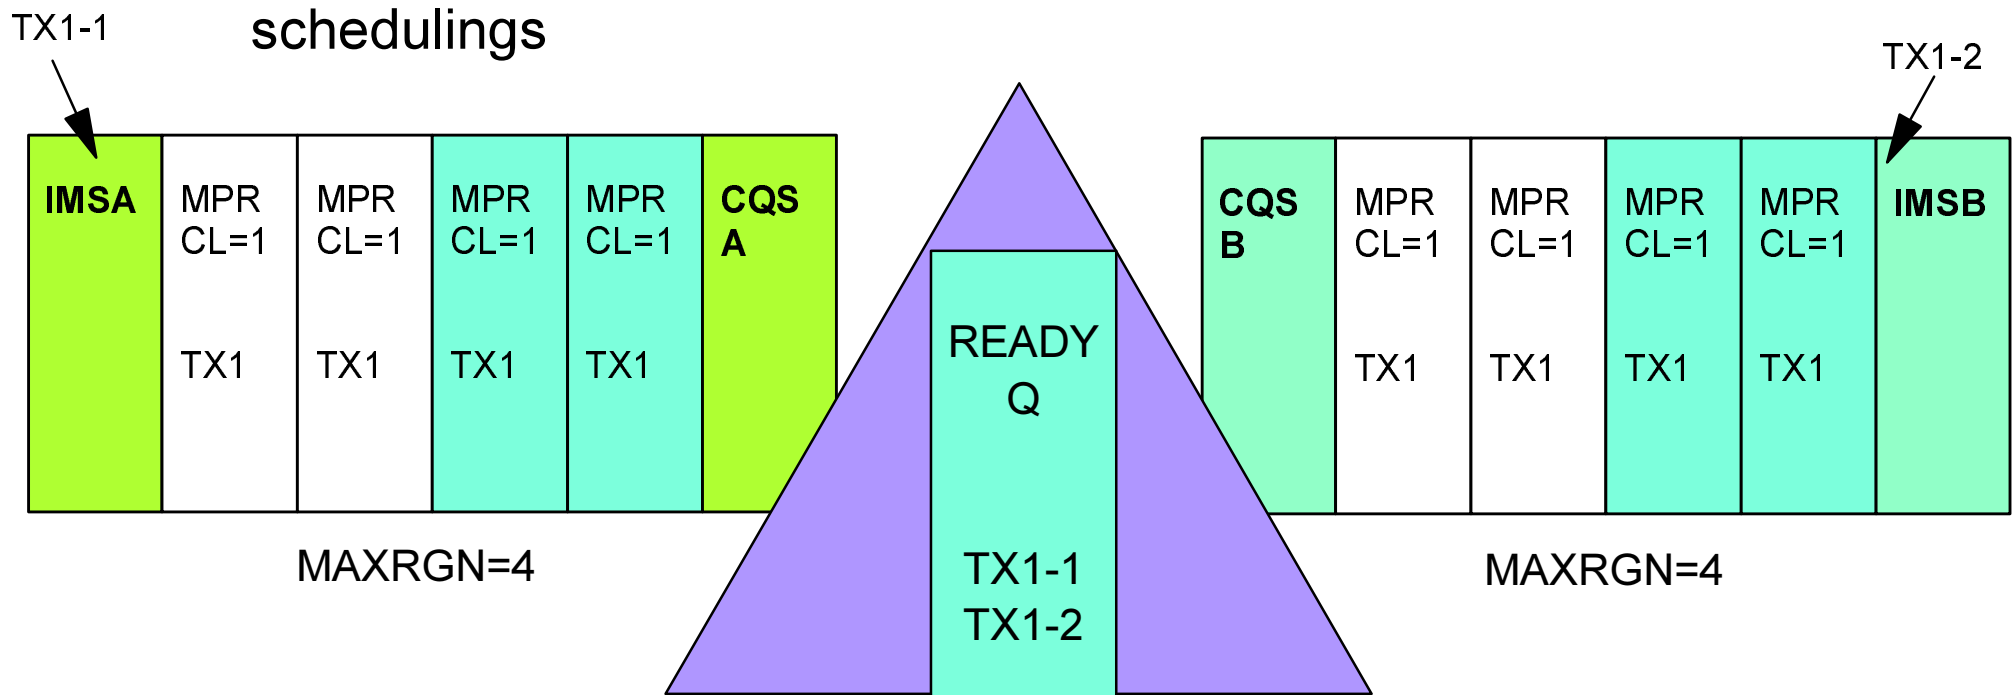 schedulings
TX1-1
TX1-2
IMSA
MPR
CL=1
TX1
MPR
CL=1
TX1
MPR
CL=1
TX1
MPR
CL=1
TX1
CQS
A
MAXRGN=4
READY
Q
TX1-1
TX1-2
CQS
B
MPR
CL=1
TX1
MPR
CL=1
TX1
MPR
CL=1
TX1
MPR
CL=1
TX1
IMSB
MAXRGN=4